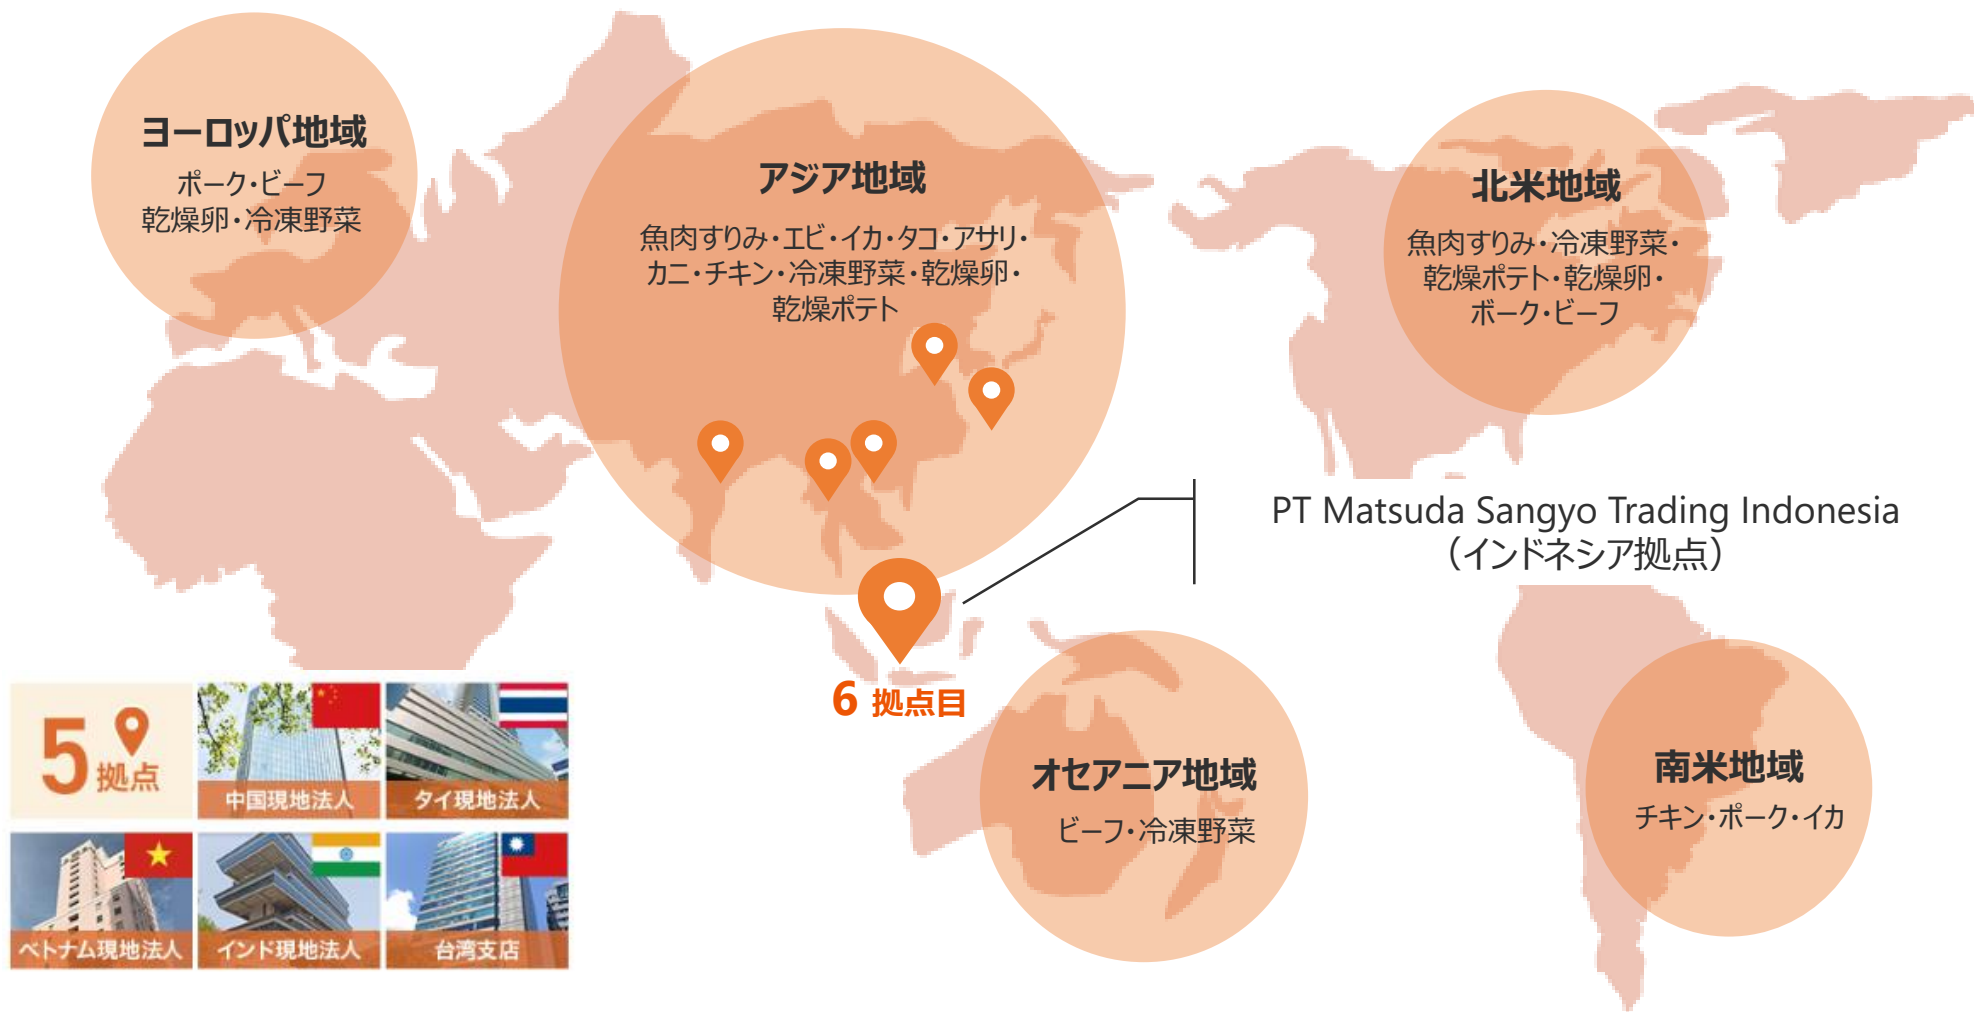 ヨーロッパ地域
ポーク・ビーフ
乾燥卵・冷凍野菜
アジア地域
魚肉すりみ・エビ・イカ・タコ・アサリ・
カニ・チキン・冷凍野菜・乾燥卵・
乾燥ポテト
北米地域
魚肉すりみ・冷凍野菜・
乾燥ポテト・乾燥卵・
ポーク・ビーフ
PT Matsuda Sangyo Trading Indonesia
（インドネシア拠点）
6 拠点目
オセアニア地域
ビーフ・冷凍野菜
南米地域
チキン・ポーク・イカ
5拠点
中国現地法人
タイ現地法人
ベトナム現地法人
インド現地法人
台湾支店